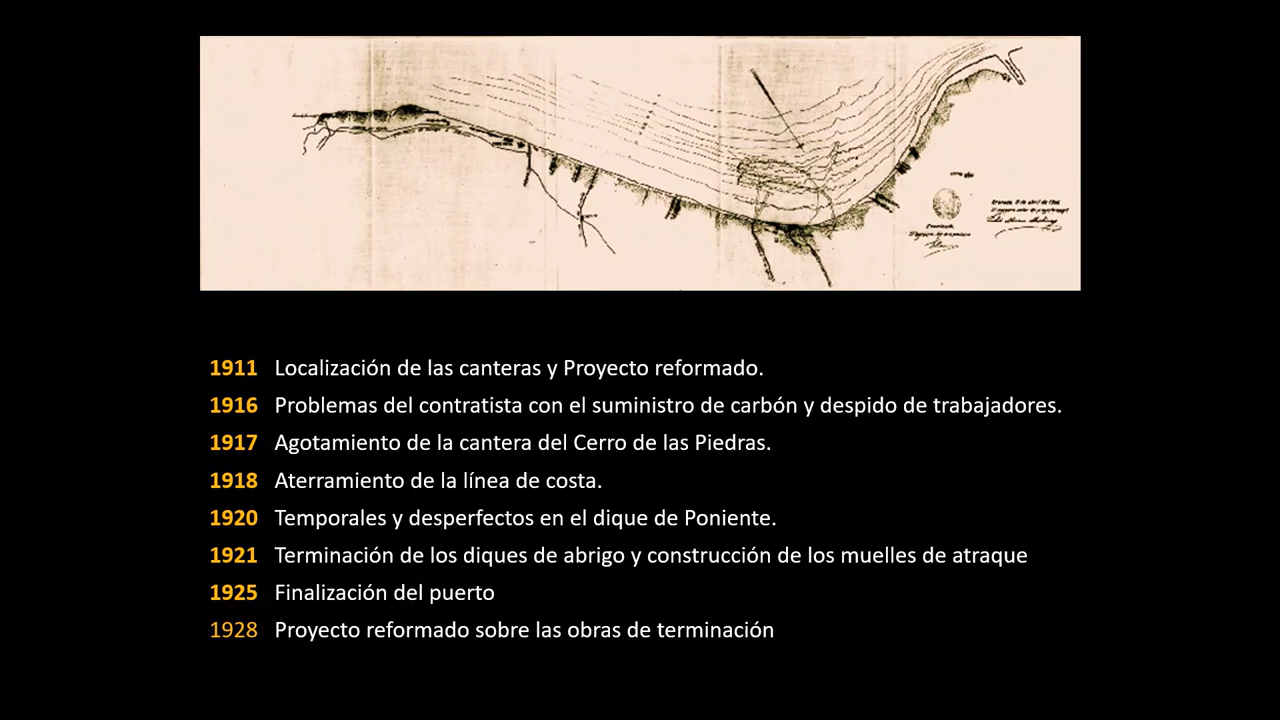 1911 Localización de las canteras y Proyecto reformado.
1916 Problemas del contratista con el suministro de carbón y despido de trabajadores.
1917 Agotamiento de la cantera del Cerro de las Piedras.
1918 Aterramiento de la línea de costa.
1920 Temporales y desperfectos en el dique de Poniente.
1921 Terminación de los diques de abrigo y construcción de los muelles de atraque
1925 Finalización del puerto
1928 Proyecto reformado sobre las obras de terminación